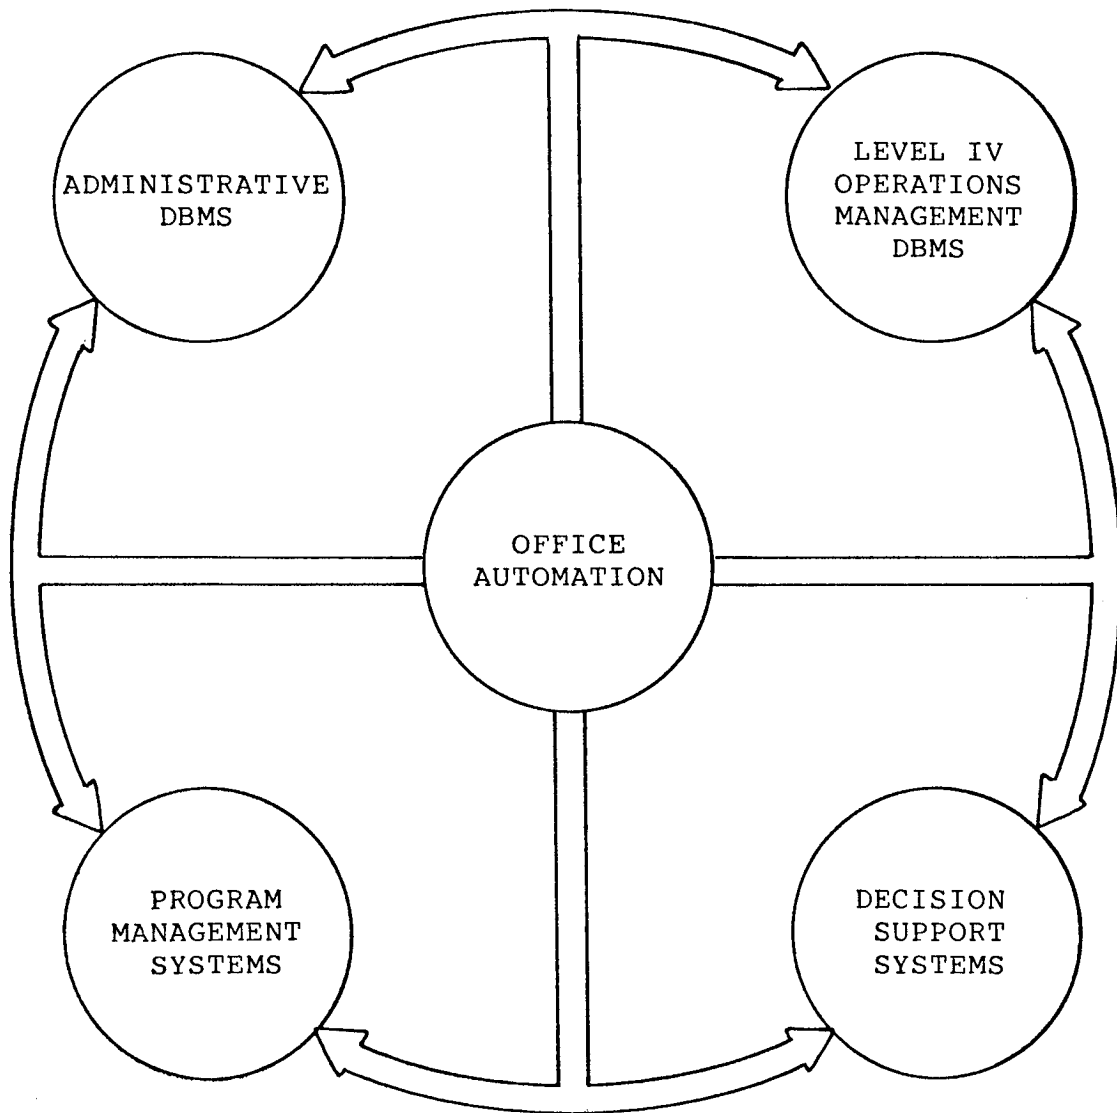 ADMINISTRATIVE
DBMS
LEVEL IV
OPERATIONS
MANAGEMENT
DBMS
OFFICE
AUTOMATION
PROGRAM
MANAGEMENT
SYSTEMS
DECISION
SUPPORT
SYSTEMS